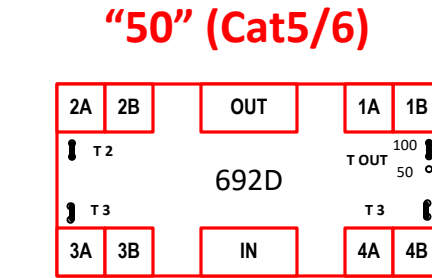 “50” (Cat5/6)
2A 2B OUT 1A 1B
T 2 T OUT 100
50
692D
T 3 T 3
3A 3B IN 4A 4B